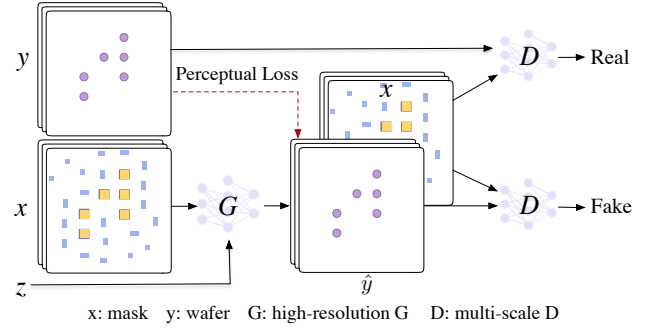 y
Perceptual Loss
D
Real
x
x
G
D
Fake
z
ŷ
x: mask y: wafer G: high-resolution G D: multi-scale D